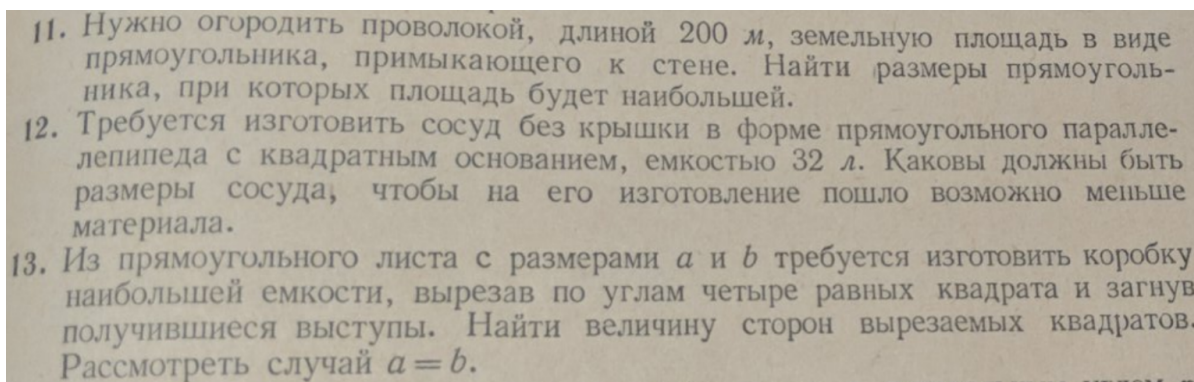 11. Нужно огородить проволокой, длиной 200 м, земельную площадь в виде
прямоугольника, примыкающего к стене. Найти размеры прямоуголь-
ника, при которых площадь будет наибольшей.
12. Требуется изготовить сосуд без крышки в форме прямоугольного паралле-
лепипеда с квадратным основанием, емкостью 32 л. Каковы должны быть
размеры сосуда, чтобы на его изготовление пошло возможно меньше
материала.
13. Из прямоугольного листа с размерами a и b требуется изготовить коробку
наибольшей емкости, вырезав по углам четыре равных квадрата и загнув
получившиеся выступы. Найти величину сторон вырезаемых квадратов.
Рассмотреть случай a = b.